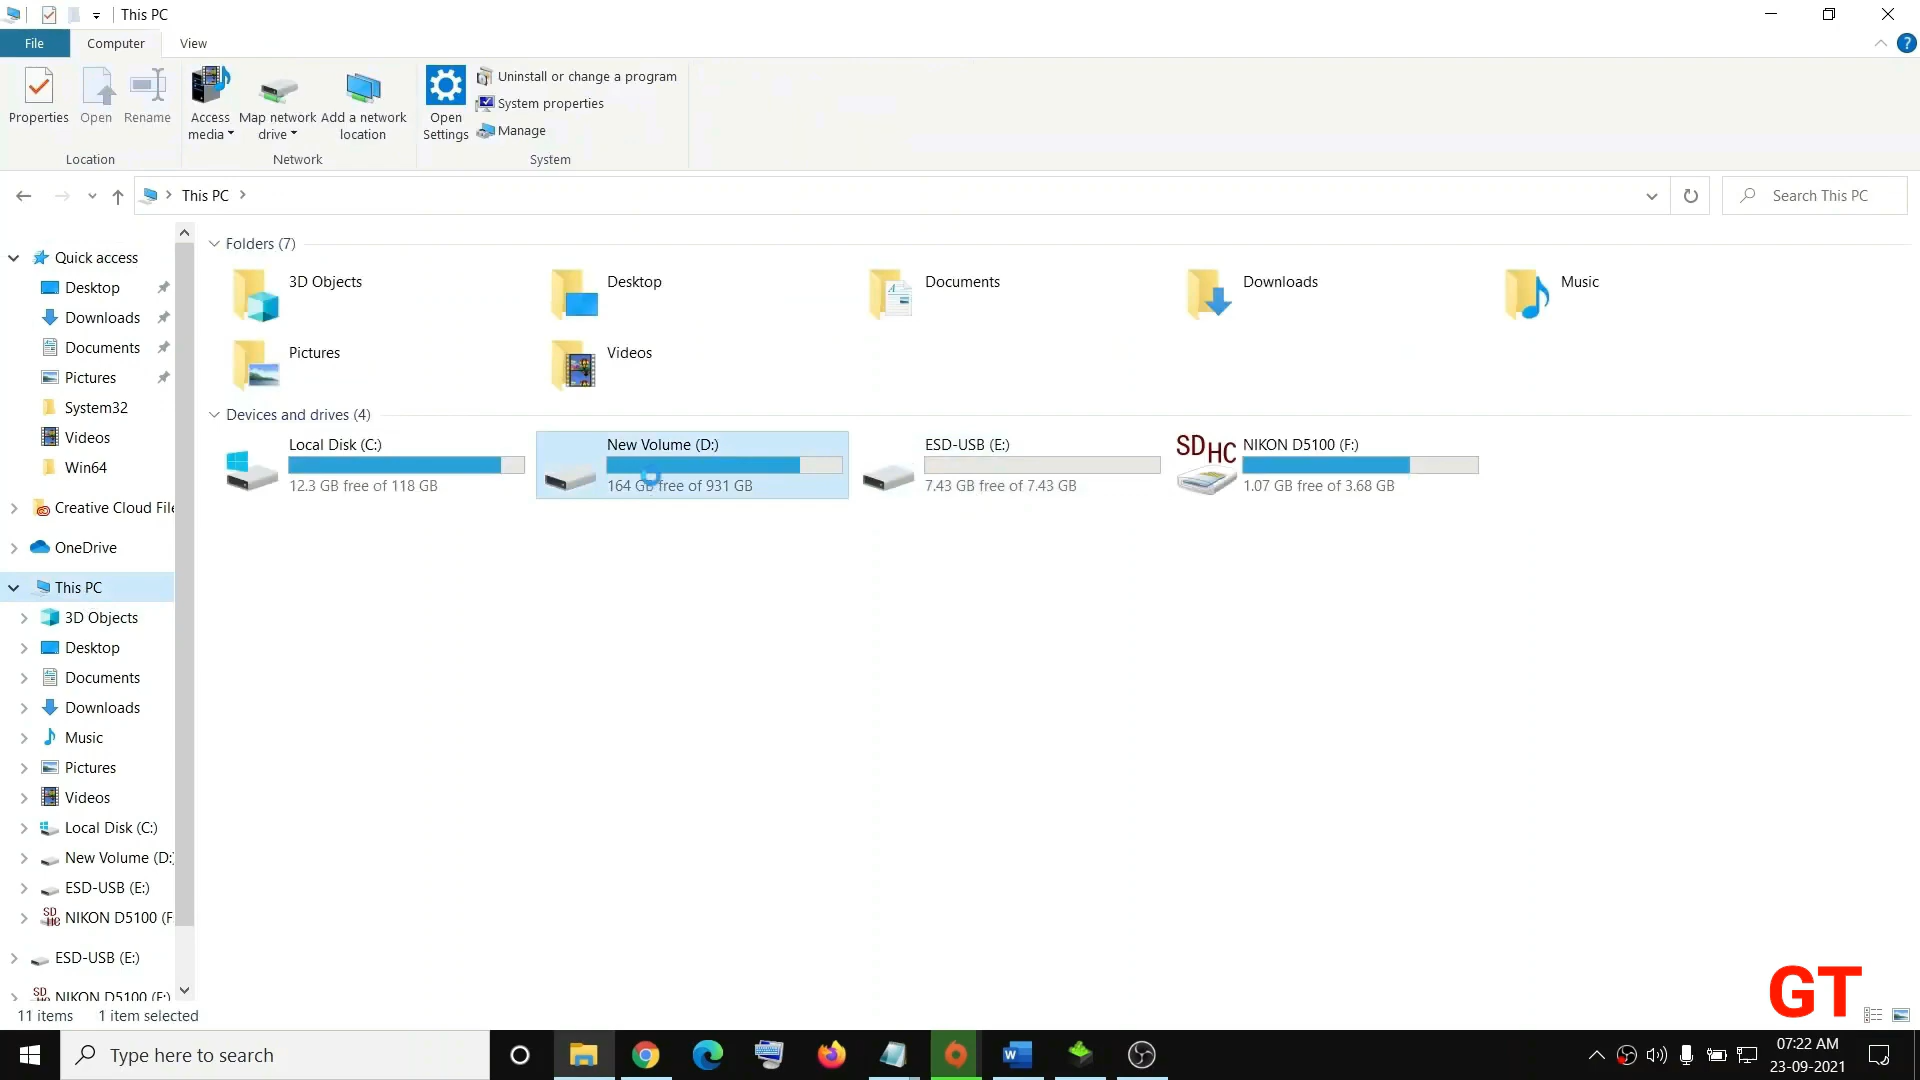 This PC
File
Computer
View
Properties
Open
Rename
Access media
Map network drive
Add a network location
Open Settings
Uninstall or change a program
System properties
Manage
Location
Network
System
This PC
Search This PC
Quick access
Desktop
Downloads
Documents
Pictures
System32
Videos
Win64
Creative Cloud File
OneDrive
This PC
3D Objects
Desktop
Documents
Downloads
Music
Pictures
Videos
Local Disk (C:)
New Volume (D:)
ESD-USB (E:)
NIKON D5100 (F
ESD-USB (E:)
NIKON D5100 (F:)
Folders (7)
3D Objects
Desktop
Documents
Downloads
Music
Pictures
Videos
Devices and drives (4)
Local Disk (C:)
12.3 GB free of 118 GB
New Volume (D:)
164 GB free of 931 GB
ESD-USB (E:)
7.43 GB free of 7.43 GB
SDHC
NIKON D5100 (F:)
1.07 GB free of 3.68 GB
GT
11 items
1 item selected
Type here to search
07:22 AM
23-09-2021